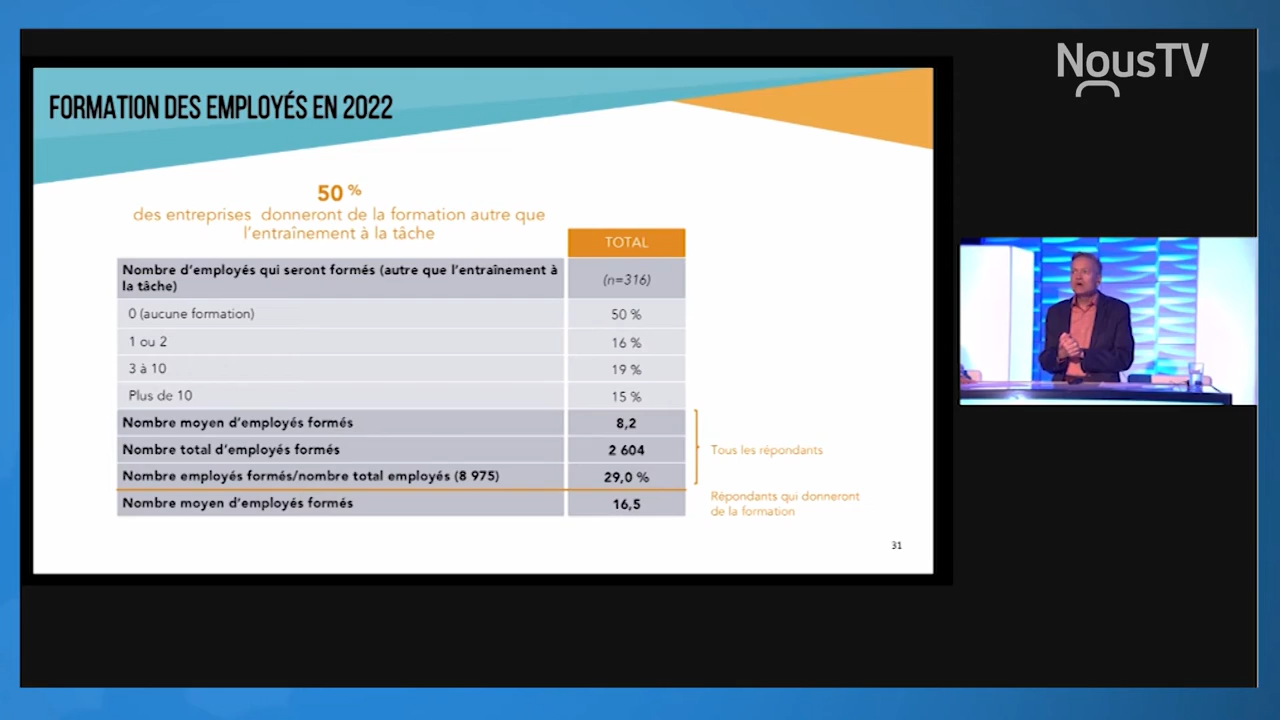 NousTV
FORMATION DES EMPLOYÉS EN 2022
50 %
des entreprises donneront de la formation autre que
l'entraînement à la tâche
TOTAL
Nombre d'employés qui seront formés (autre que l'entraînement à
la tâche)
(n=316)
0 (aucune formation)
50 %
1 ou 2
16 %
3 à 10
19 %
Plus de 10
15 %
Nombre moyen d'employés formés
8,2
Nombre total d'employés formés
2 604
Nombre employés formés/nombre total employés (8 975)
29,0 %
Tous les répondants
Nombre moyen d'employés formés
16,5
Répondants qui donneront
de la formation
31